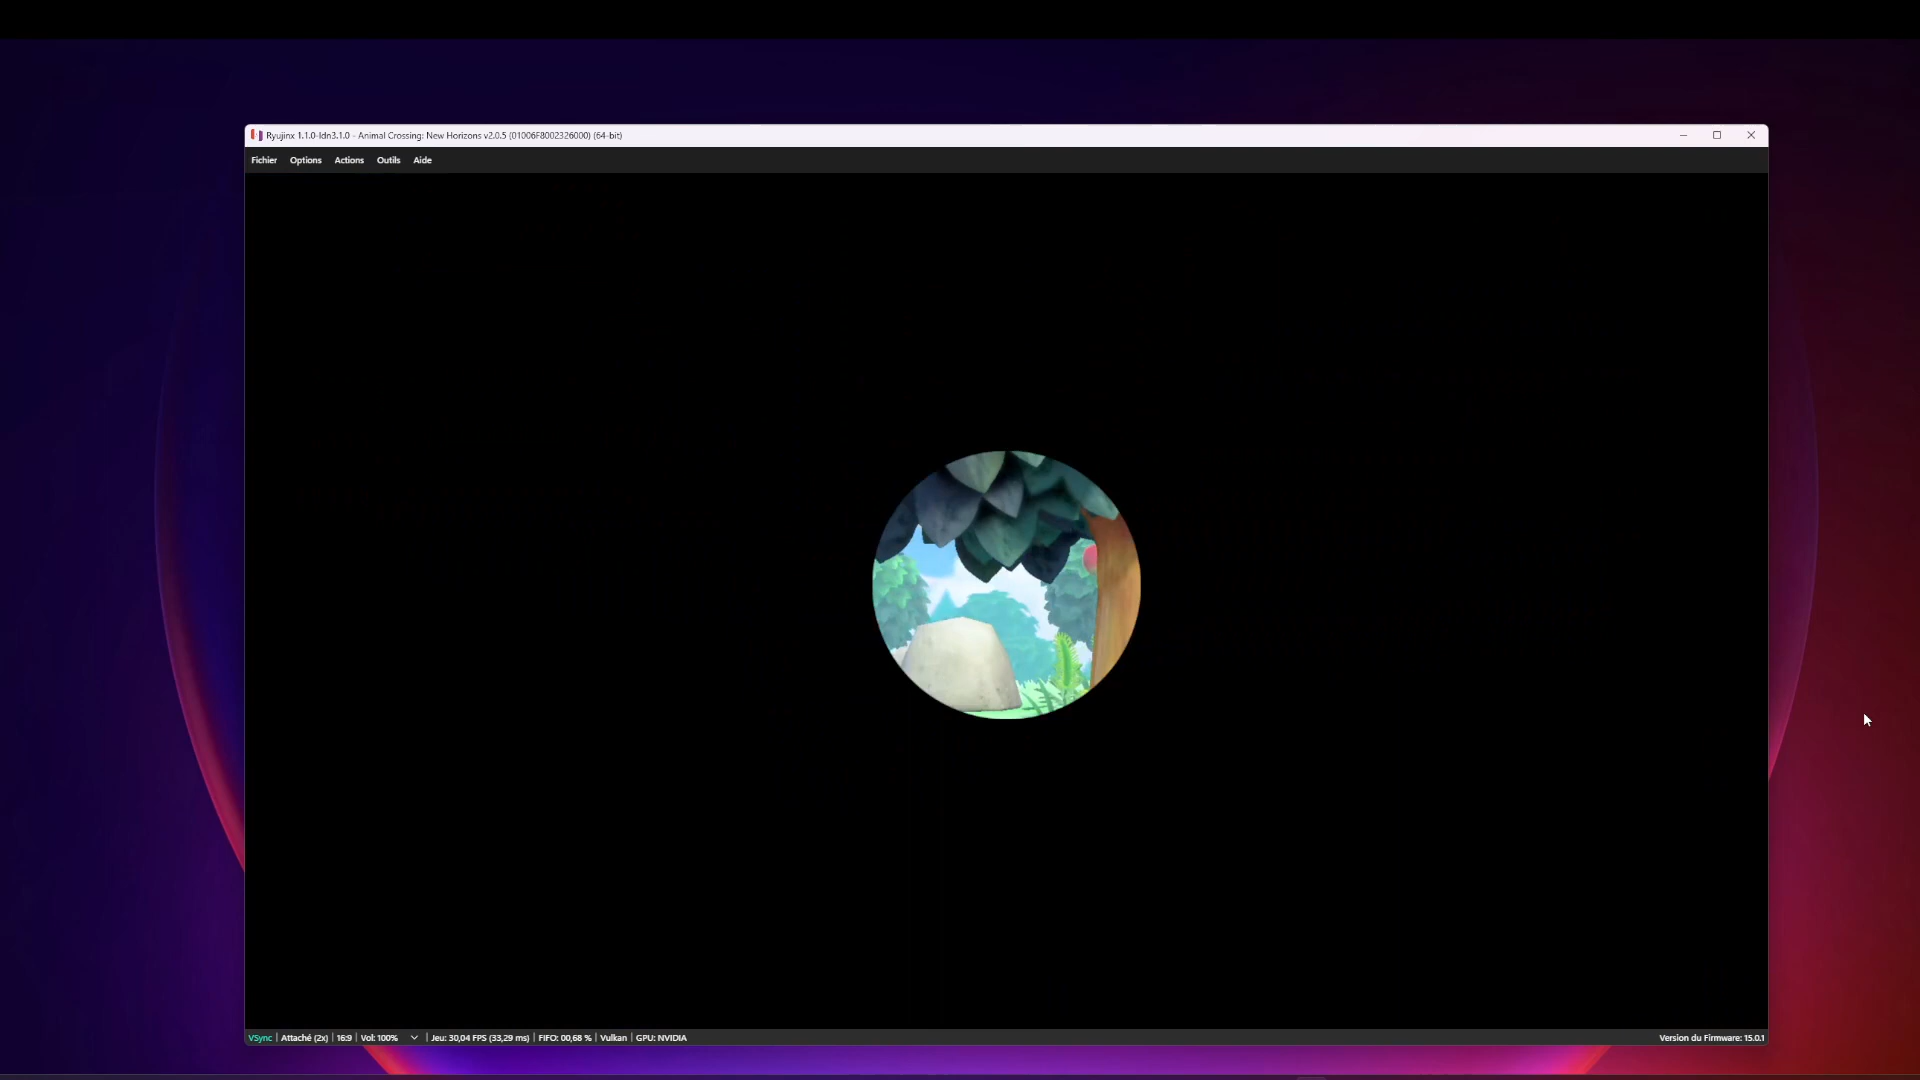 Ryujinx 1.1.0-ldn3.1.0 - Animal Crossing: New Horizons v2.0.5 (01006F8002326000) (64-bit)
Fichier Options Actions Outils Aide
VSync | Attaché (2x) | 16:9 | Vol: 100% | Jeu: 30,04 FPS (33,29 ms) | FIFO: 00,68 % | Vulkan | GPU: NVIDIA Version du Firmware: 15.0.1